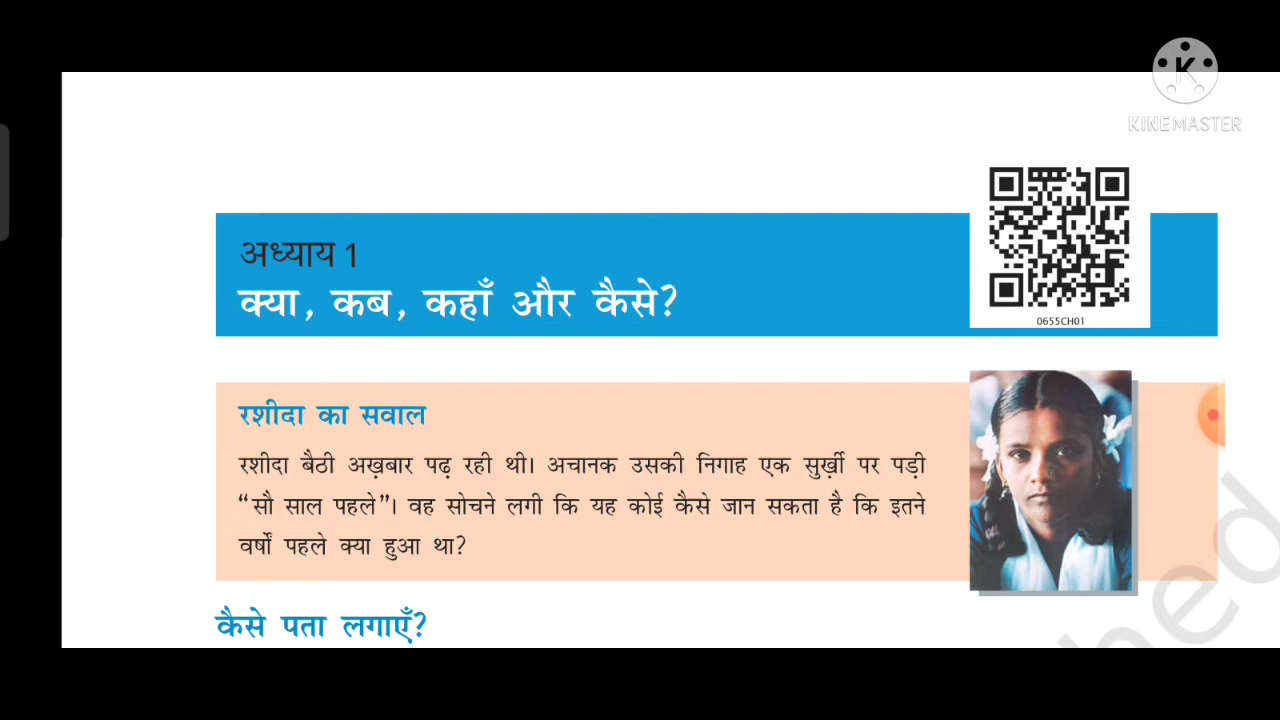 KINEMASTER
अध्याय 1
क्या, कब, कहाँ और कैसे?
0655CH01
रशीदा का सवाल
रशीदा बैठी अख़बार पढ़ रही थी। अचानक उसकी निगाह एक सुर्ख़ी पर पड़ी
“सौ साल पहले”। वह सोचने लगी कि यह कोई कैसे जान सकता है कि इतने
वर्षों पहले क्या हुआ था?
कैसे पता लगाएँ?